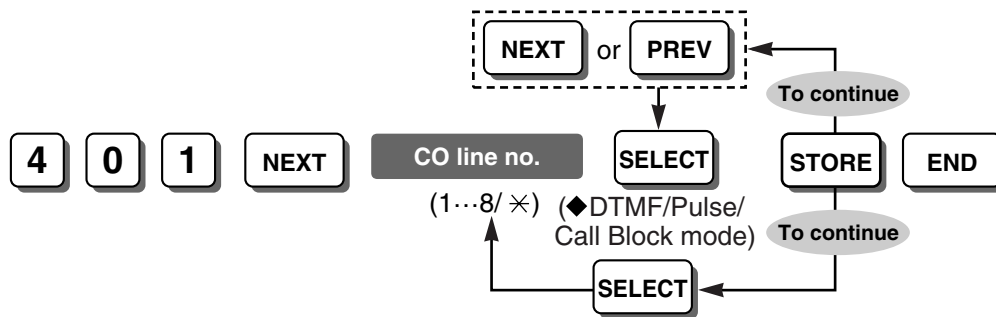 NEXT or PREV
To continue
4 0 1 NEXT CO line no. SELECT STORE END
(1···8/ ✳) (◆DTMF/Pulse/
Call Block mode)
To continue
SELECT